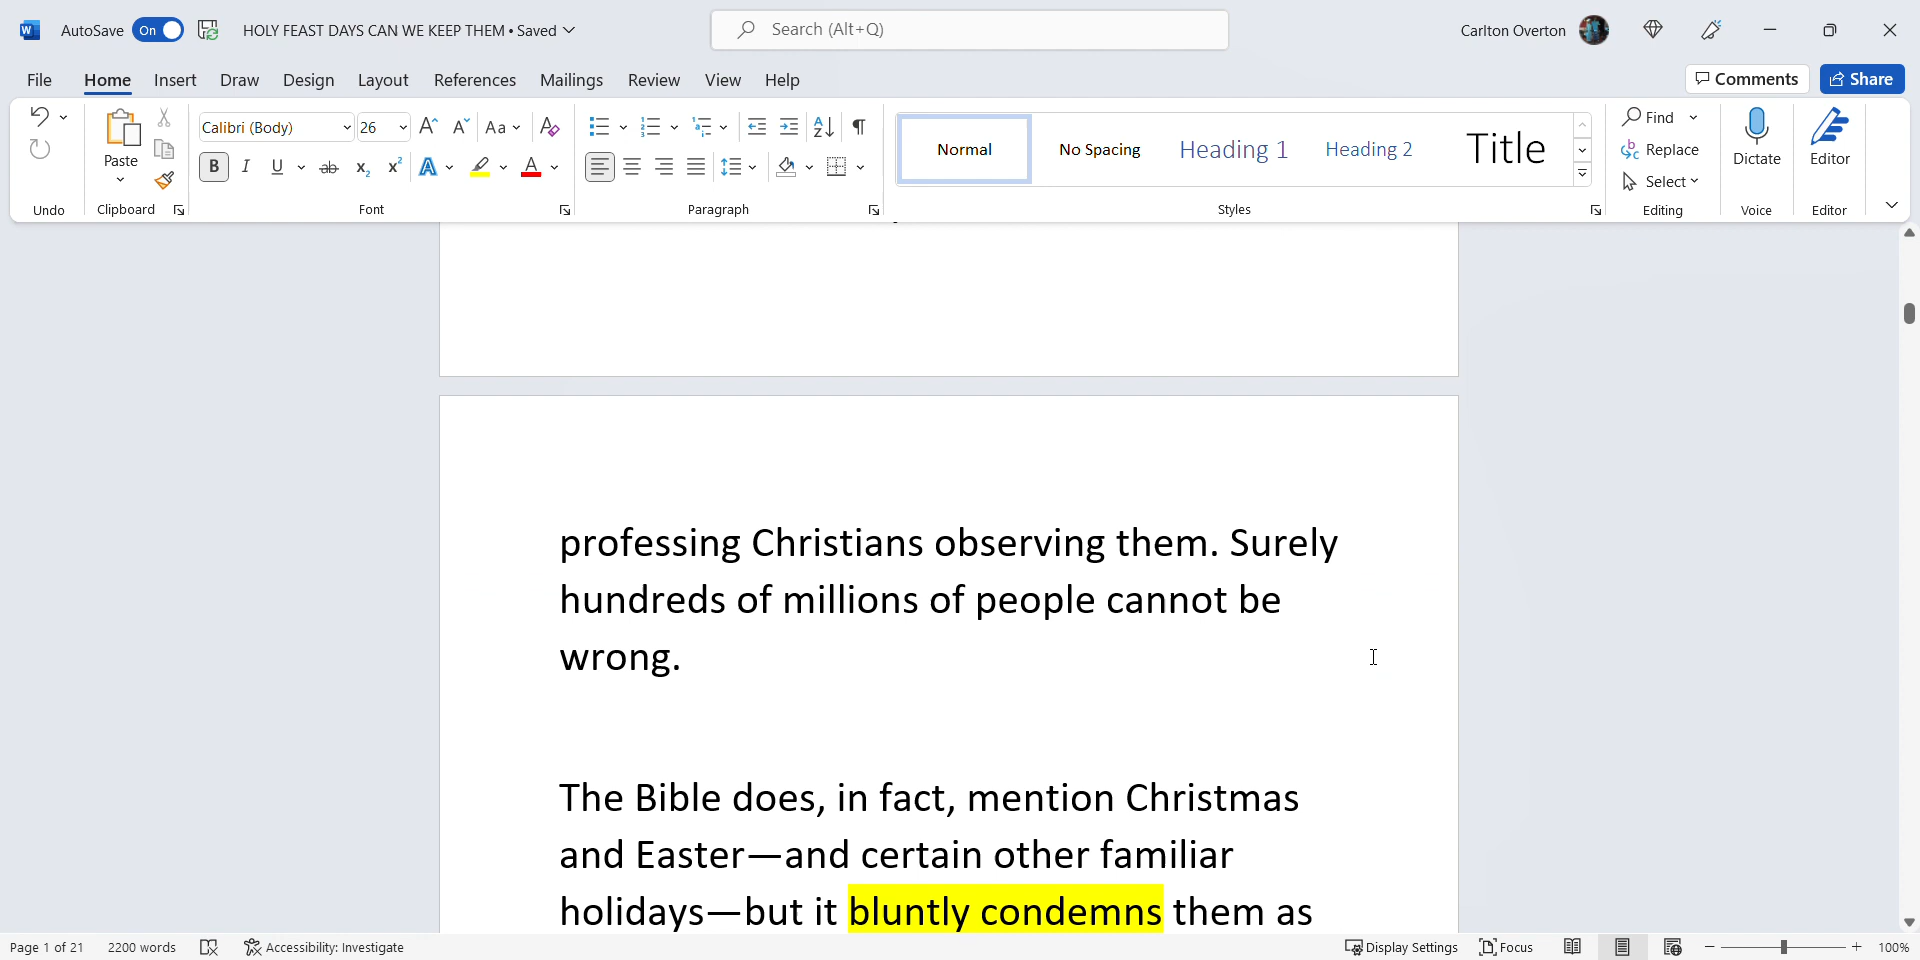 AutoSave On HOLY FEAST DAYS CAN WE KEEP THEM • Saved Search (Alt+Q) Carlton Overton
File Home Insert Draw Design Layout References Mailings Review View Help Comments Share
Paste
Calibri (Body) 26 Aa
Normal No Spacing Heading 1 Heading 2 Title
Find
Replace
Select
Dictate Editor
Undo Clipboard Font Paragraph Styles Editing Voice Editor
professing Christians observing them. Surely
hundreds of millions of people cannot be
wrong.
The Bible does, in fact, mention Christmas
and Easter—and certain other familiar
holidays—but it bluntly condemns them as
Page 1 of 21 2200 words Accessibility: Investigate Display Settings Focus 100%